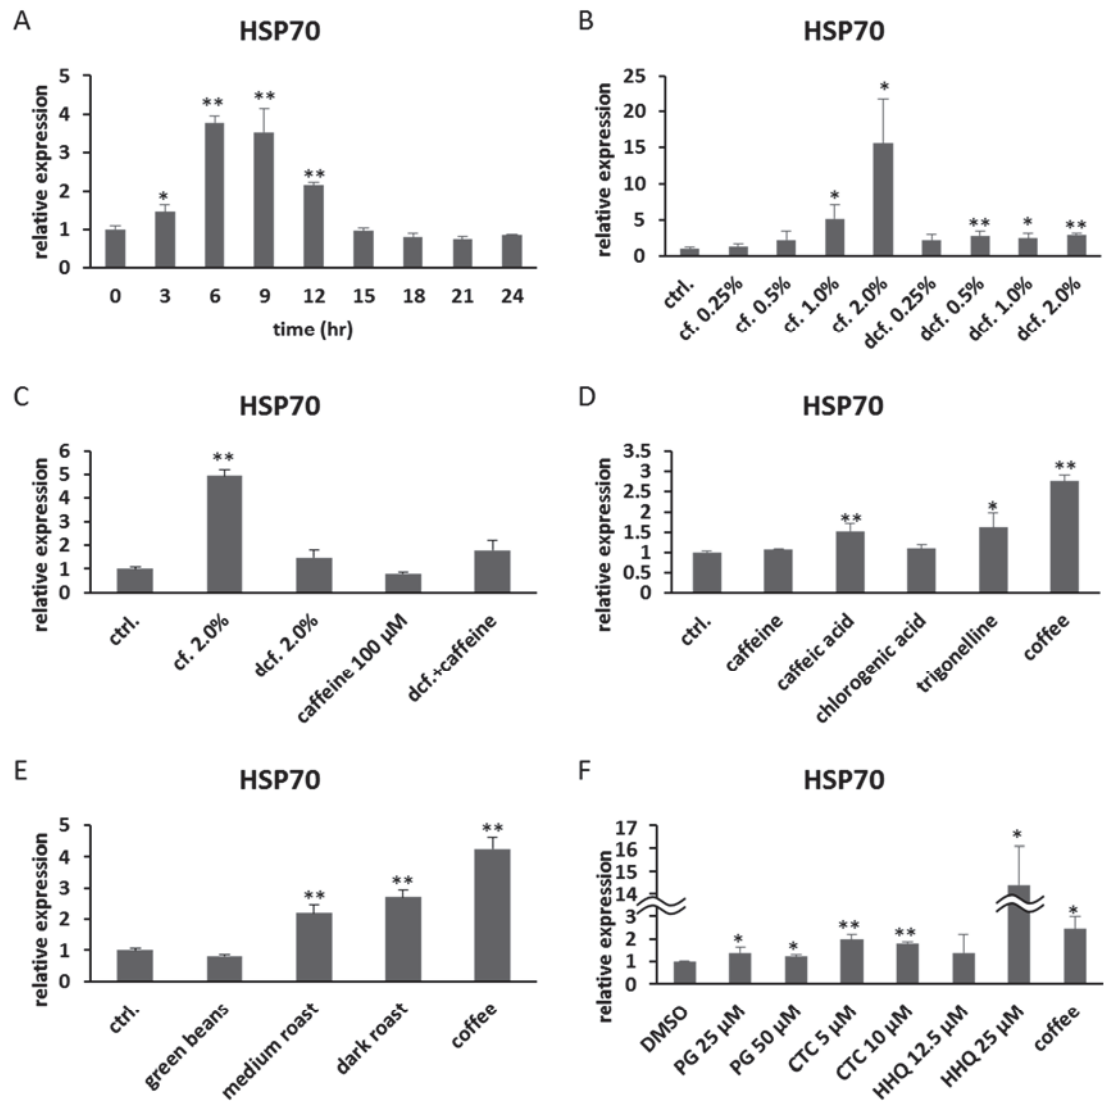 A
HSP70
relative expression
5
4
3
2
1
0
*
**
**
**
0 3 6 9 12 15 18 21 24
time (hr)
B
HSP70
relative expression
25
20
15
10
5
0
*
*
**
*
**
ctrl.
cf. 0.25%
cf. 0.5%
cf. 1.0%
cf. 2.0%
dcf. 0.25%
dcf. 0.5%
dcf. 1.0%
dcf. 2.0%
C
HSP70
relative expression
6
5
4
3
2
1
0
**
ctrl.
cf. 2.0%
dcf. 2.0%
caffeine 100 μM
dcf.+caffeine
D
HSP70
relative expression
3.5
3
2.5
2
1.5
1
0.5
0
**
*
**
ctrl.
caffeine
caffeic acid
chlorogenic acid
trigonelline
coffee
E
HSP70
relative expression
5
4
3
2
1
0
**
**
**
ctrl.
green beans
medium roast
dark roast
coffee
F
HSP70
relative expression
17
16
15
14
3
2
1
0
*
*
**
**
*
*
DMSO
PG 25 μM
PG 50 μM
CTC 5 μM
CTC 10 μM
HHQ 12.5 μM
HHQ 25 μM
coffee